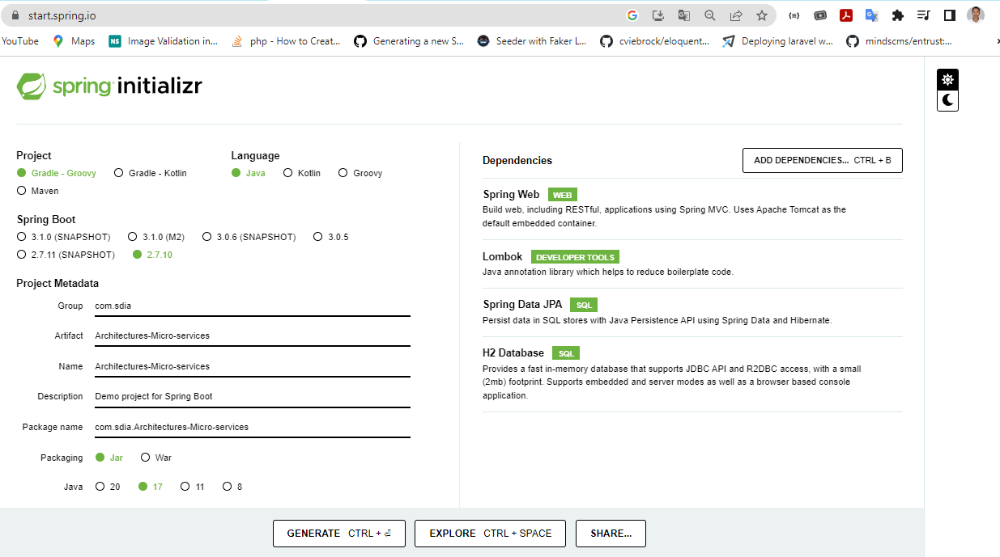 start.spring.io
YouTube Maps NS Image Validation in... php - How to Creat... Generating a new S... Seeder with Faker L... cviebrock/eloquent... Deploying laravel w... mindscms/entrust:...
spring initializr
Project
Gradle - Groovy Gradle - Kotlin
Maven
Language
Java Kotlin Groovy
Spring Boot
3.1.0 (SNAPSHOT) 3.1.0 (M2) 3.0.6 (SNAPSHOT) 3.0.5
2.7.11 (SNAPSHOT) 2.7.10
Project Metadata
Group com.sdia
Artifact Architectures-Micro-services
Name Architectures-Micro-services
Description Demo project for Spring Boot
Package name com.sdia.Architectures-Micro-services
Packaging Jar War
Java 20 17 11 8
Dependencies ADD DEPENDENCIES... CTRL + B
Spring Web WEB
Build web, including RESTful, applications using Spring MVC. Uses Apache Tomcat as the
default embedded container.
Lombok DEVELOPER TOOLS
Java annotation library which helps to reduce boilerplate code.
Spring Data JPA SQL
Persist data in SQL stores with Java Persistence API using Spring Data and Hibernate.
H2 Database SQL
Provides a fast in-memory database that supports JDBC API and R2DBC access, with a small
(2mb) footprint. Supports embedded and server modes as well as a browser based console
application.
GENERATE CTRL + ⏎ EXPLORE CTRL + SPACE SHARE...